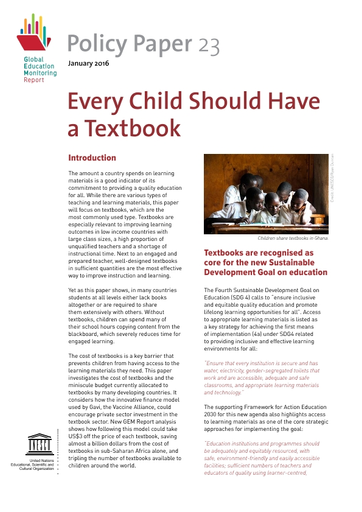 Global
Education
Monitoring
Report
Policy Paper 23
January 2016
Every Child Should Have
a Textbook
Introduction
The amount a country spends on learning
materials is a good indicator of its
commitment to providing a quality education
for all. While there are various types of
teaching and learning materials, this paper
will focus on textbooks, which are the
most commonly used type. Textbooks are
especially relevant to improving learning
outcomes in low income countries with
large class sizes, a high proportion of
unqualified teachers and a shortage of
instructional time. Next to an engaged and
prepared teacher, well-designed textbooks
in sufficient quantities are the most effective
way to improve instruction and learning.
Yet as this paper shows, in many countries
students at all levels either lack books
altogether or are required to share
them extensively with others. Without
textbooks, children can spend many of
their school hours copying content from the
blackboard, which severely reduces time for
engaged learning.
The cost of textbooks is a key barrier that
prevents children from having access to the
learning materials they need. This paper
investigates the cost of textbooks and the
miniscule budget currently allocated to
textbooks by many developing countries. It
considers how the innovative finance model
used by Gavi, the Vaccine Alliance, could
encourage private sector investment in the
textbook sector. New GEM Report analysis
shows how following this model could take
US$3 off the price of each textbook, saving
almost a billion dollars from the cost of
textbooks in sub-Saharan Africa alone, and
tripling the number of textbooks available to
children around the world.
Children share textbooks in Ghana
Textbooks are recognised as
core for the new Sustainable
Development Goal on education
The Fourth Sustainable Development Goal on
Education (SDG 4) calls to "ensure inclusive
and equitable quality education and promote
lifelong learning opportunities for all". Access
to appropriate learning materials is listed as
a key strategy for achieving the first means
of implementation (4a) under SDG4 related
to providing inclusive and effective learning
environments for all:
"Ensure that every institution is secure and has
water, electricity, gender-segregated toilets that
work and are accessible, adequate and safe
classrooms, and appropriate learning materials
and technology"
The supporting Framework for Action Education
2030 for this new agenda also highlights access
to learning materials as one of the core strategic
approaches for implementing the goal:
"Education institutions and programmes should
be adequately and equitably resourced, with
safe, environment-friendly and easily accessible
facilities; sufficient numbers of teachers and
educators of quality using learner-centred,
United Nations
Educational, Scientific and
Cultural Organization